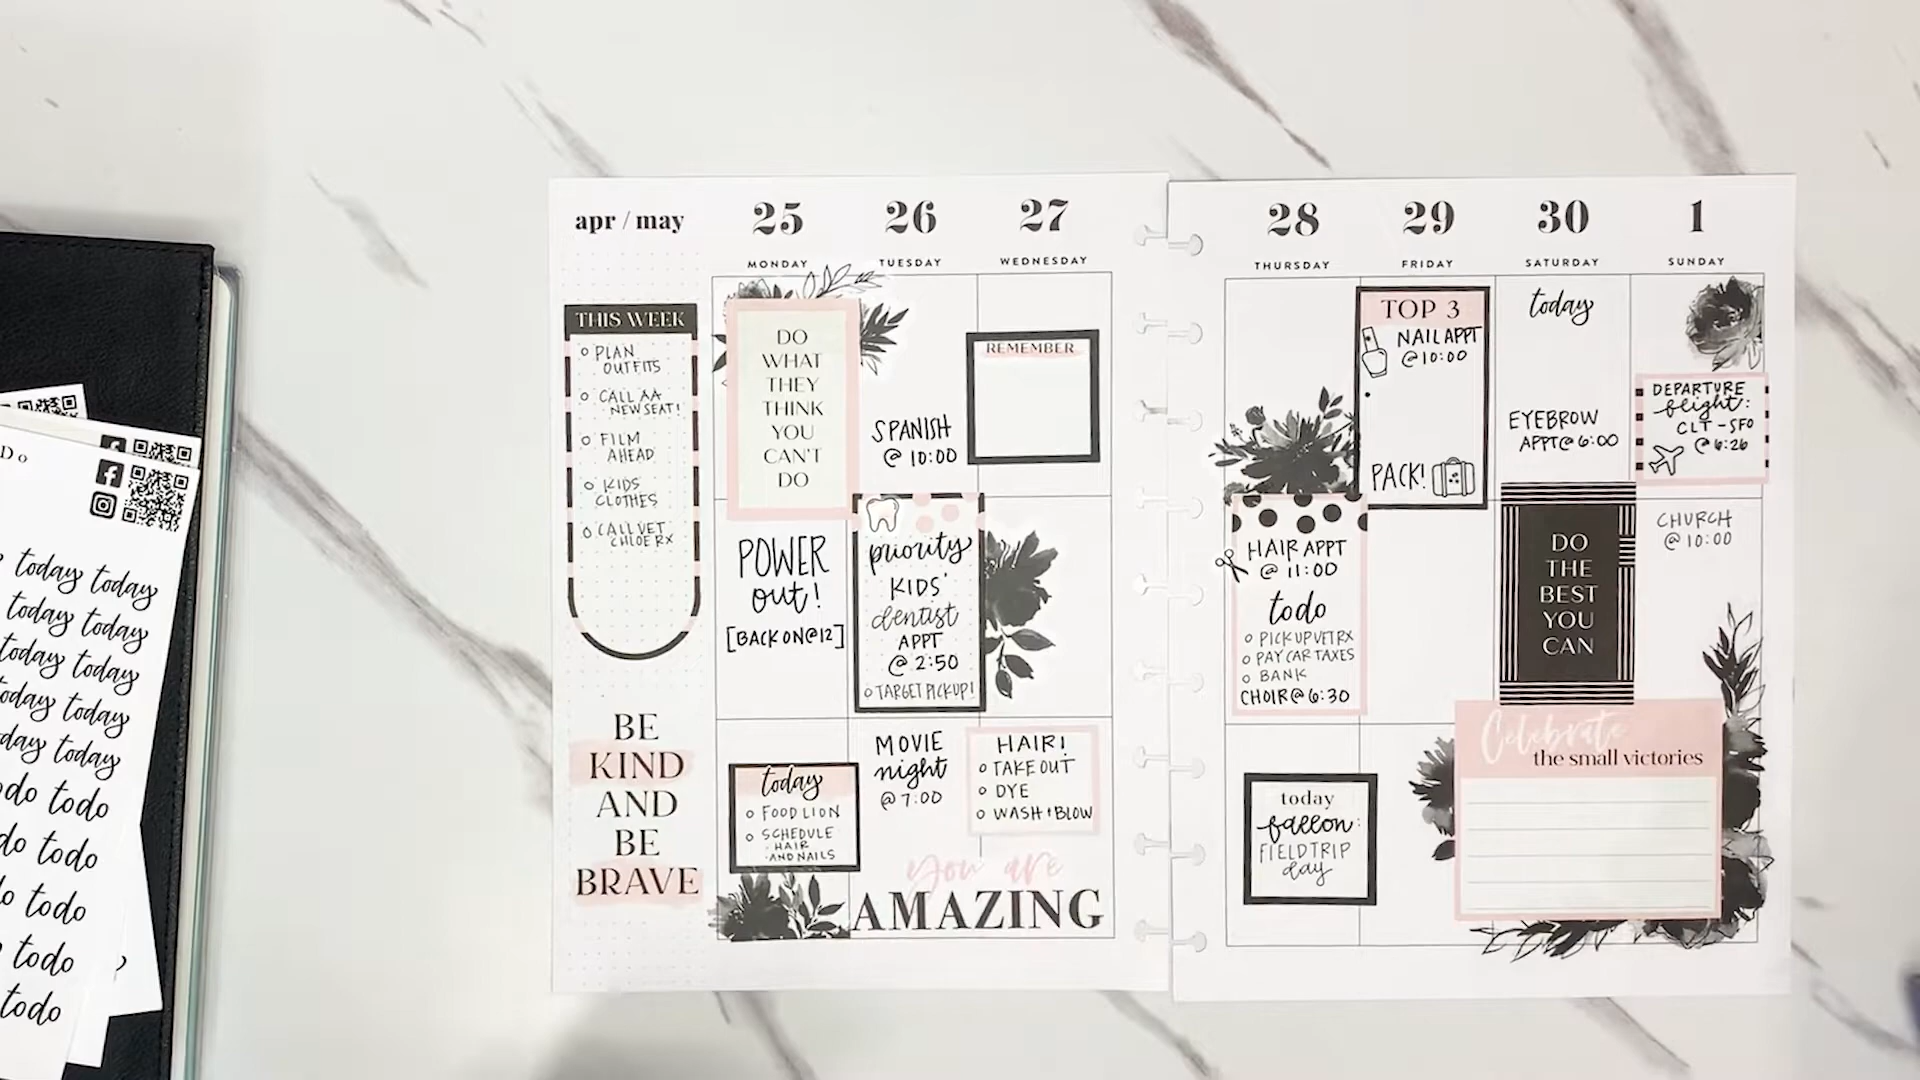 apr / may
THIS WEEK
PLAN
OUTFITS
CALL AA
NEW SEAT!
FILM
AHEAD
KIDS
CLOTHES
CALL VET
CHLOE RX
BE
KIND
AND
BE
BRAVE
25
MONDAY
DO
WHAT
THEY
THINK
YOU
CAN'T
DO
POWER
out!
[BACK ON @ 12]
today
FOOD LION
SCHEDULE
· HAIR
· AND NAILS
26
TUESDAY
SPANISH
@ 10:00
priority
KIDS'
dentist
APPT
@ 2:50
TARGET PICKUP!
MOVIE
night
@ 7:00
27
WEDNESDAY
REMEMBER
HAIR!
TAKE OUT
DYE
WASH + BLOW
you are
AMAZING
28
THURSDAY
HAIR APPT
@ 11:00
todo
PICK UP VET RX
PAY CAR TAXES
BANK
CHOIR @ 6:30
today
fallon:
FIELD TRIP
day
29
FRIDAY
TOP 3
NAIL APPT
@ 10:00
PACK!
30
SATURDAY
today
EYEBROW
APPT @ 6:00
DO
THE
BEST
YOU
CAN
Celebrate
the small victories
1
SUNDAY
DEPARTURE
flight:
CLT - SFO
@ 6:26
CHURCH
@ 10:00
Do
today today
today today
today today
today today
today today
todo todo
todo todo
todo
todo
todo